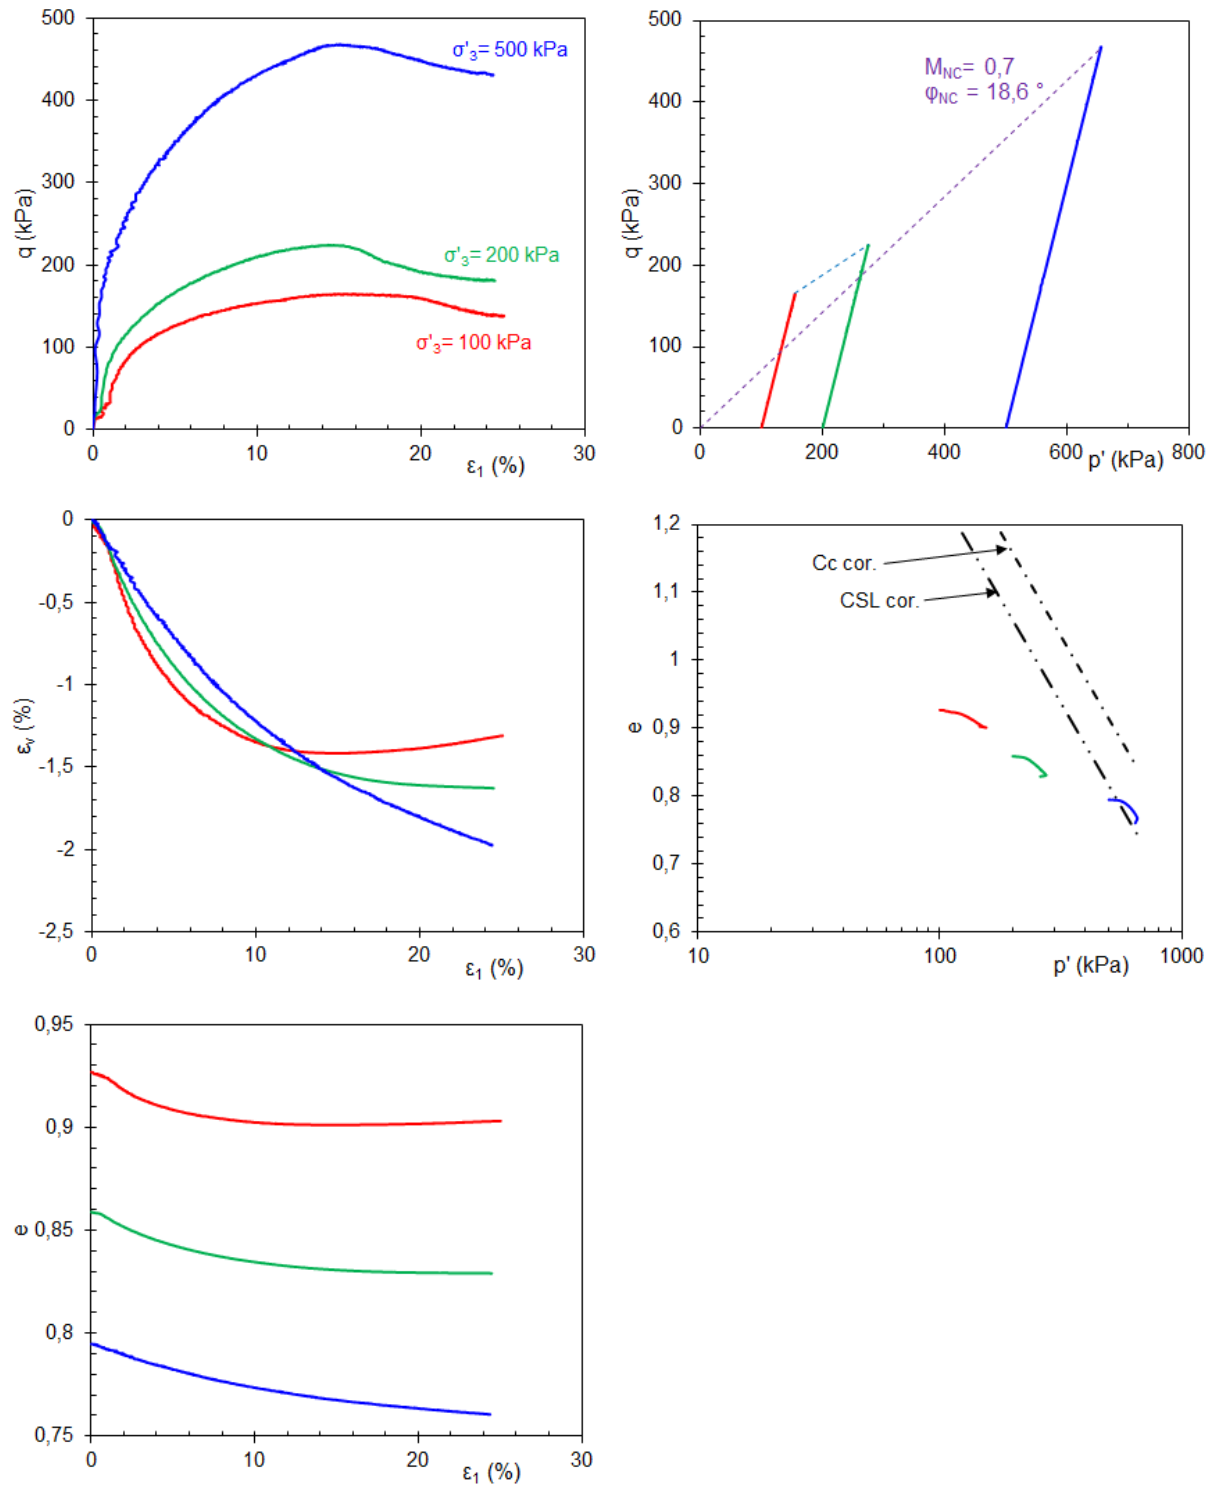 500
400
300
200
100
0
q (kPa)
σ'3= 500 kPa
σ'3= 200 kPa
σ'3= 100 kPa
0
10
20
30
ε1 (%)
500
400
300
200
100
0
q (kPa)
MNC= 0,7
φNC = 18,6 °
0
200
400
600
800
p' (kPa)
0
-0,5
-1
-1,5
-2
-2,5
εv (%)
0
10
20
30
ε1 (%)
1,2
1,1
1
0,9
0,8
0,7
0,6
e
Cc cor.
CSL cor.
10
100
1000
p' (kPa)
0,95
0,9
0,85
0,8
0,75
e
0
10
20
30
ε1 (%)